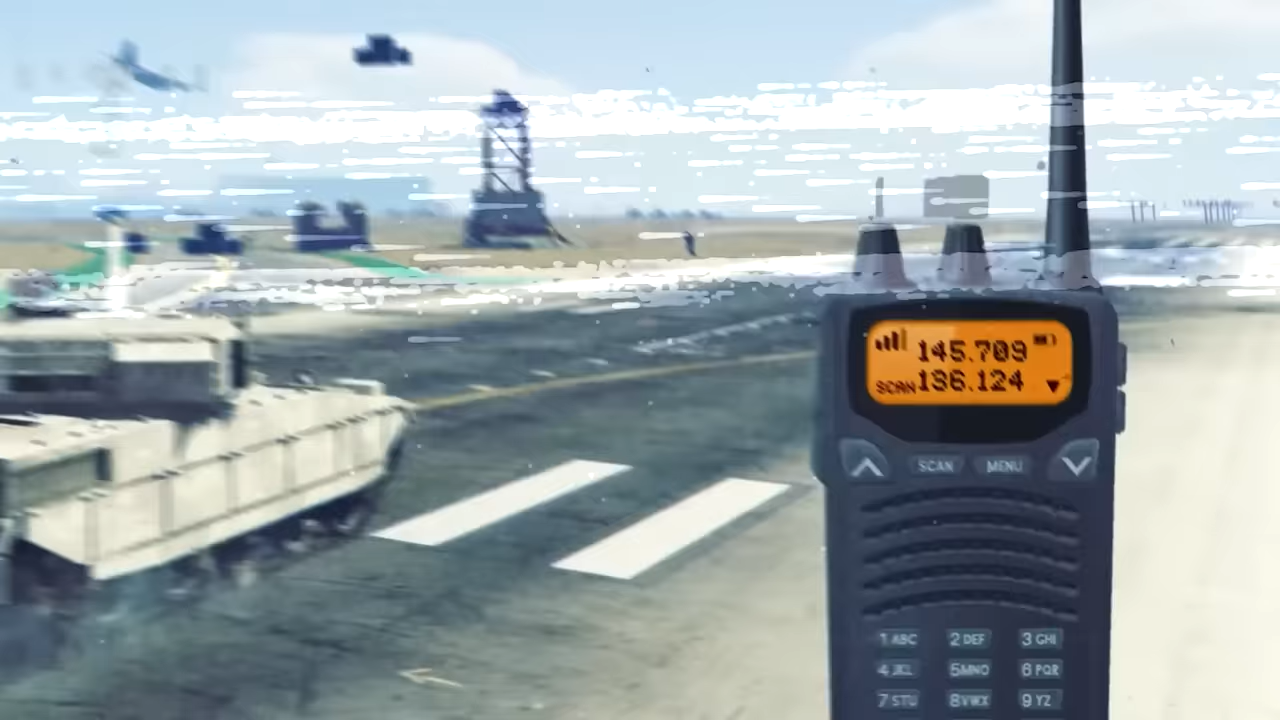 145.709
SCAN 136.124
SCAN MENU
1 ABC 2 DEF 3 GHI
4 JKL 5 MNO 6 PQR
7 STU 8 VWX 9 YZ